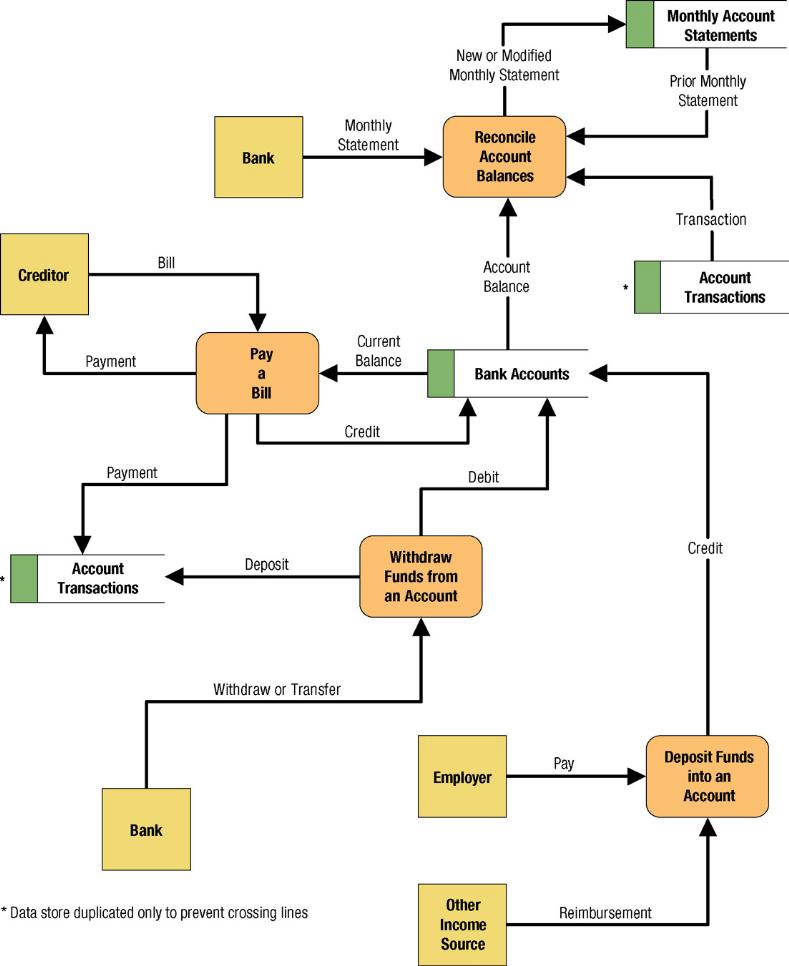 Monthly Account
Statements
New or Modified
Monthly Statement
Prior Monthly
Statement
Monthly
Statement
Bank
Reconcile
Account
Balances
Transaction
Creditor
Bill
Account
Balance
*
Account
Transactions
Payment
Pay
a
Bill
Current
Balance
Bank Accounts
Credit
Payment
Debit
Credit
*
Account
Transactions
Deposit
Withdraw
Funds from
an Account
Withdraw or Transfer
Employer
Pay
Deposit Funds
into an
Account
Bank
* Data store duplicated only to prevent crossing lines
Other
Income
Source
Reimbursement